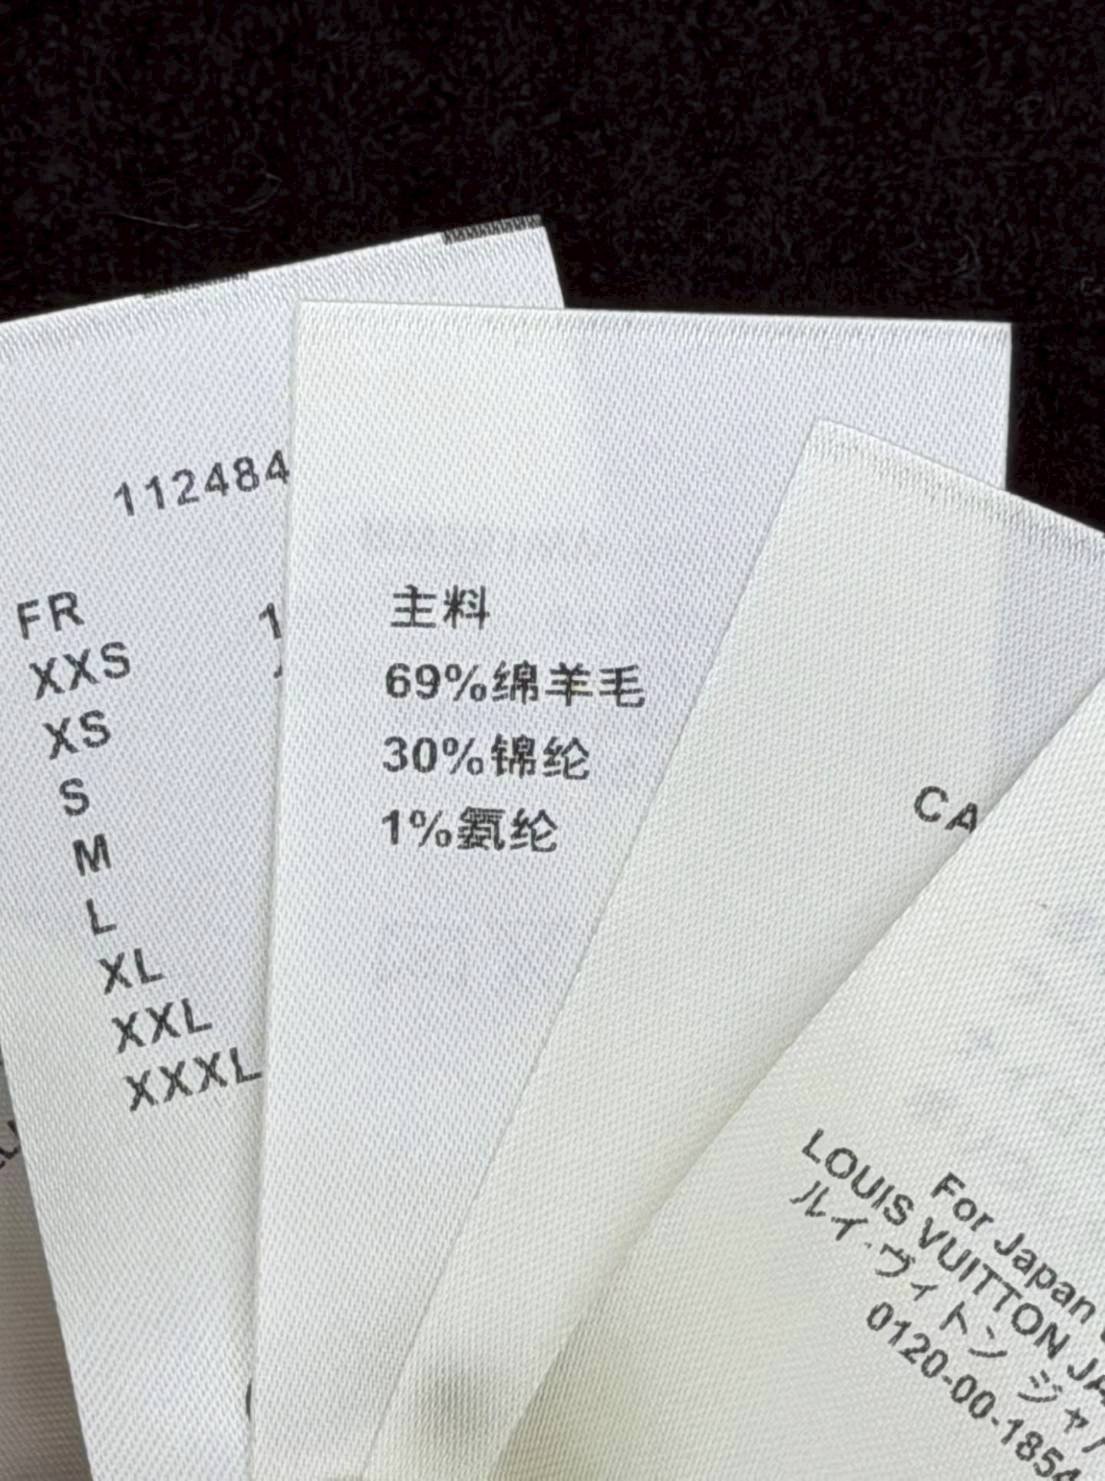 112484
FR
XXS
XS
S
M
L
XL
XXL
XXXL
主料
69%绵羊毛
30%锦纶
1%氨纶
CA
For Japan
LOUIS VUITTON JA
ルイ・ヴィトン ジャパ
0120-00-1854